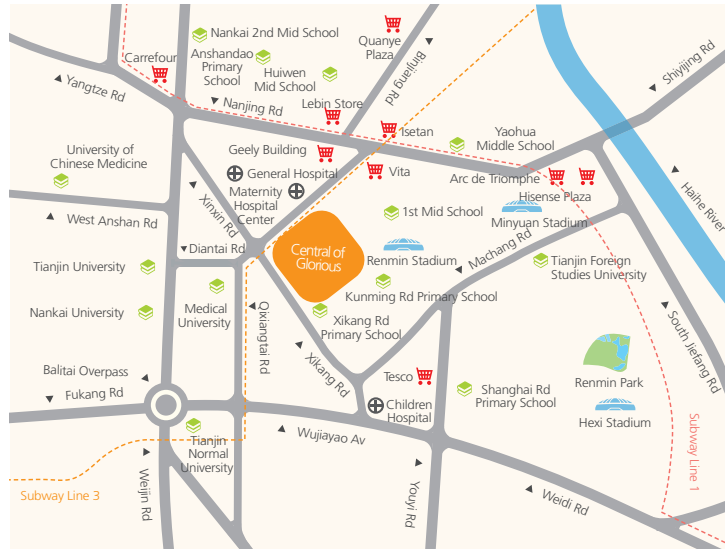 Nankai 2nd Mid School
Quanye
Plaza
Carrefour
Anshandao
Primary
School
Huiwen
Mid School
Binjiang Rd
Shiyijing Rd
Yangtze Rd
Nanjing Rd
Lebin Store
Isetan
Yaohua
Middle School
University of
Chinese Medicine
Geely Building
General Hospital
Vita
Arc de Triomphe
Hisense Plaza
Haihe River
Maternity
Hospital
Center
Xinxin Rd
1st Mid School
Minyuan Stadium
West Anshan Rd
Diantai Rd
Central of
Glorious
Renmin Stadium
Machang Rd
Tianjin Foreign
Studies University
Tianjin University
Kunming Rd Primary School
Nankai University
Medical
University
Qixiangtai Rd
Xikang Rd
Primary School
South Jiefang Rd
Balitai Overpass
Fukang Rd
Xikang Rd
Tesco
Shanghai Rd
Primary School
Renmin Park
Children
Hospital
Hexi Stadium
Tianjin
Normal
University
Wujiayao Av
Subway Line 1
Subway Line 3
Weijin Rd
Youyi Rd
Weidi Rd